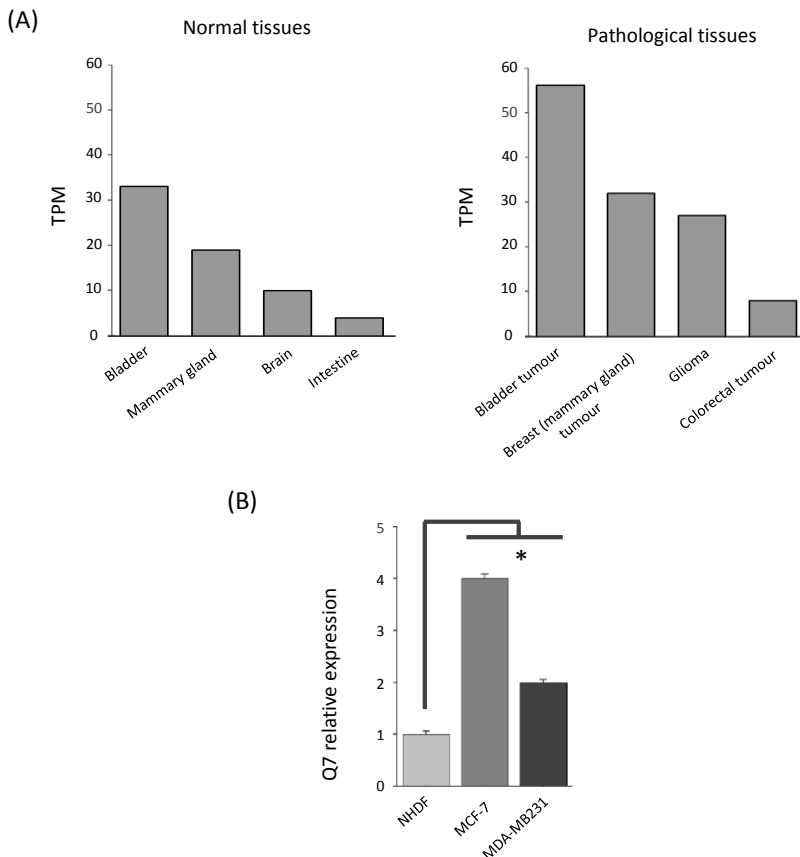 (A)
Normal tissues
60
50
40
30
20
10
0
TPM
Bladder
Mammary gland
Brain
Intestine
Pathological tissues
60
50
40
30
20
10
0
TPM
Bladder tumour
Breast (mammary gland)
tumour
Glioma
Colorectal tumour
(B)
5
4
3
2
1
0
Q7 relative expression
*
NHDF
MCF-7
MDA-MB231